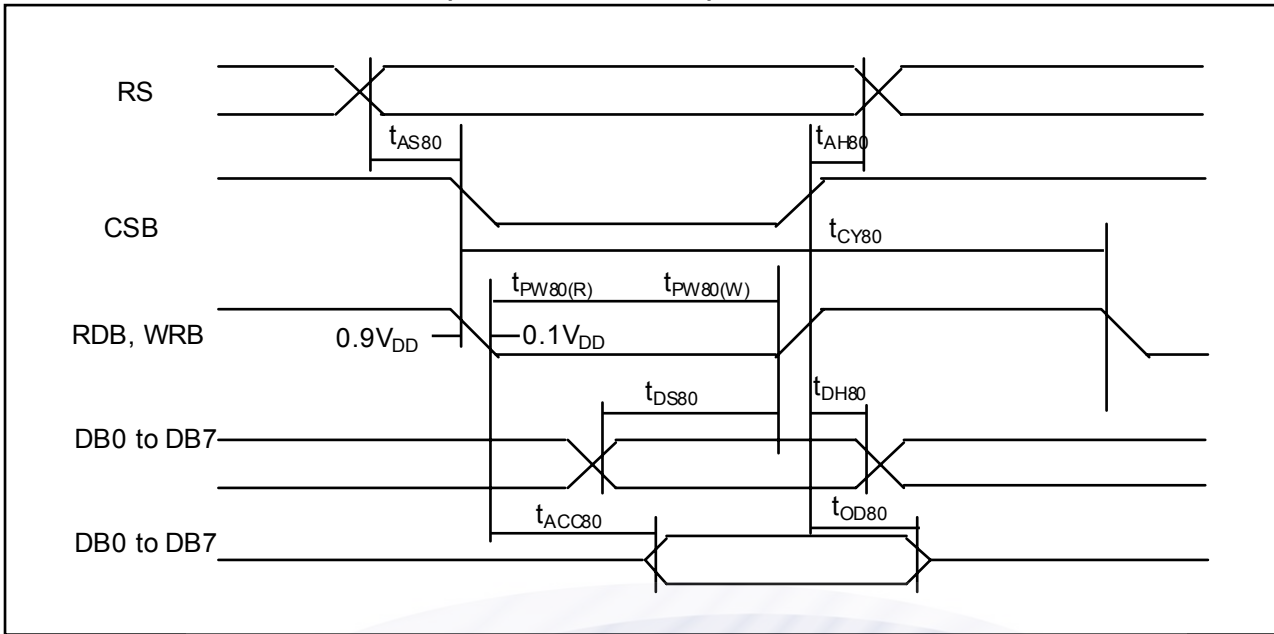 RS
tAS80
tAH80
CSB
tCY80
tPW80(R)
tPW80(W)
RDB, WRB
0.9VDD
0.1VDD
tDS80
tDH80
DB0 to DB7
tACC80
tOD80
DB0 to DB7